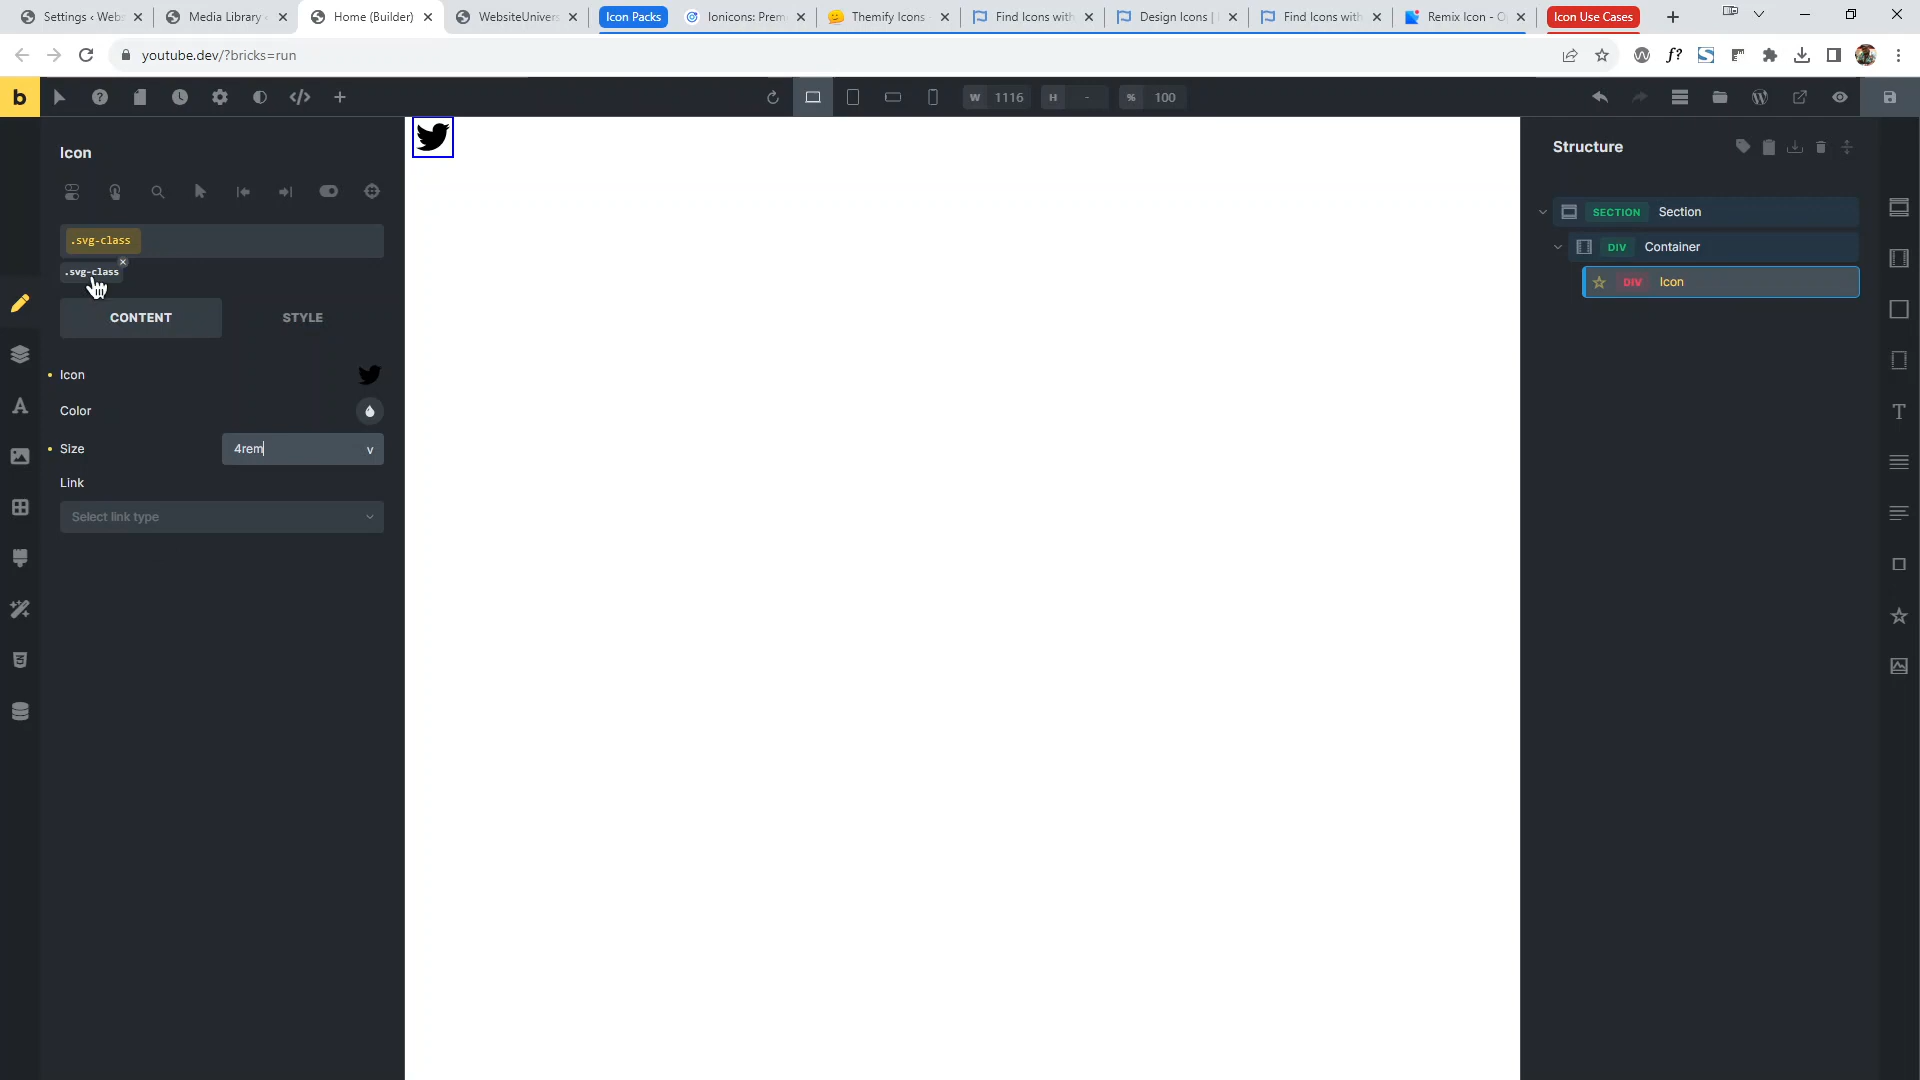 Settings ‹ Webs
Media Library ‹
Home (Builder)
WebsiteUnivers
Icon Packs
Ionicons: Prem
Themify Icons
Find Icons with
Design Icons |
Find Icons with
Remix Icon - O
Icon Use Cases
youtube.dev/?bricks=run
f?
b
W 1116 H - % 100
Icon
.svg-class
.svg-class
CONTENT STYLE
Icon
Color
Size 4rem v
Link
Select link type
Structure
SECTION Section
DIV Container
DIV Icon